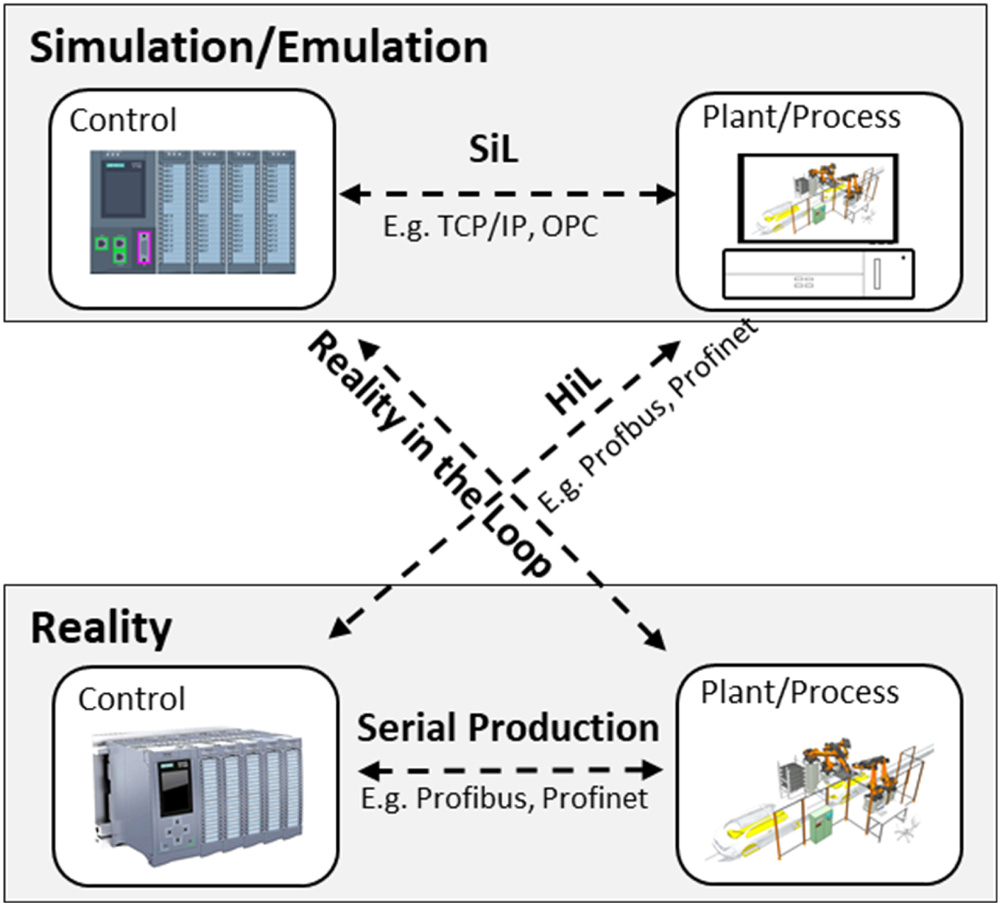 Simulation/Emulation
Control
SIEMENS
SiL
E.g. TCP/IP, OPC
Plant/Process
Reality in the Loop
HiL
E.g. Profbus, Profinet
Reality
Control
Serial Production
E.g. Profibus, Profinet
Plant/Process